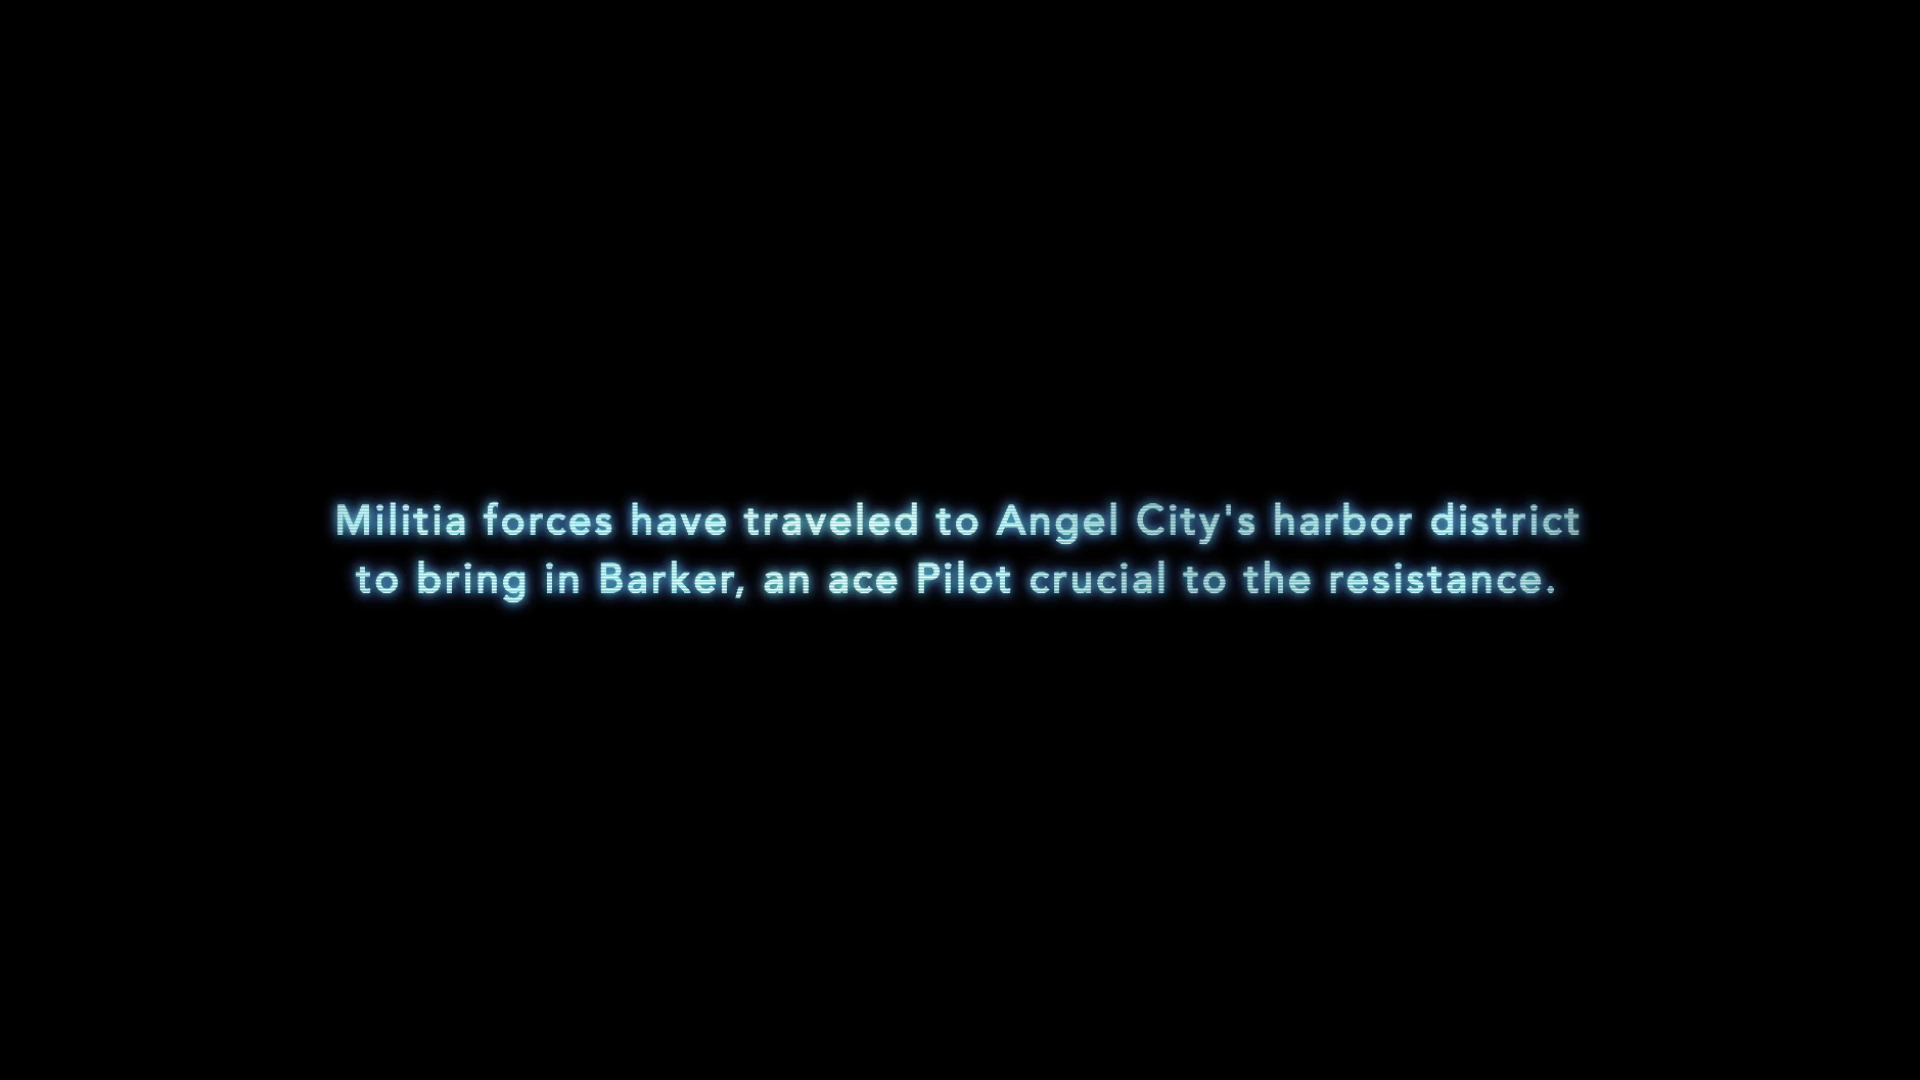 Militia forces have traveled to Angel City's harbor district
to bring in Barker, an ace Pilot crucial to the resistance.